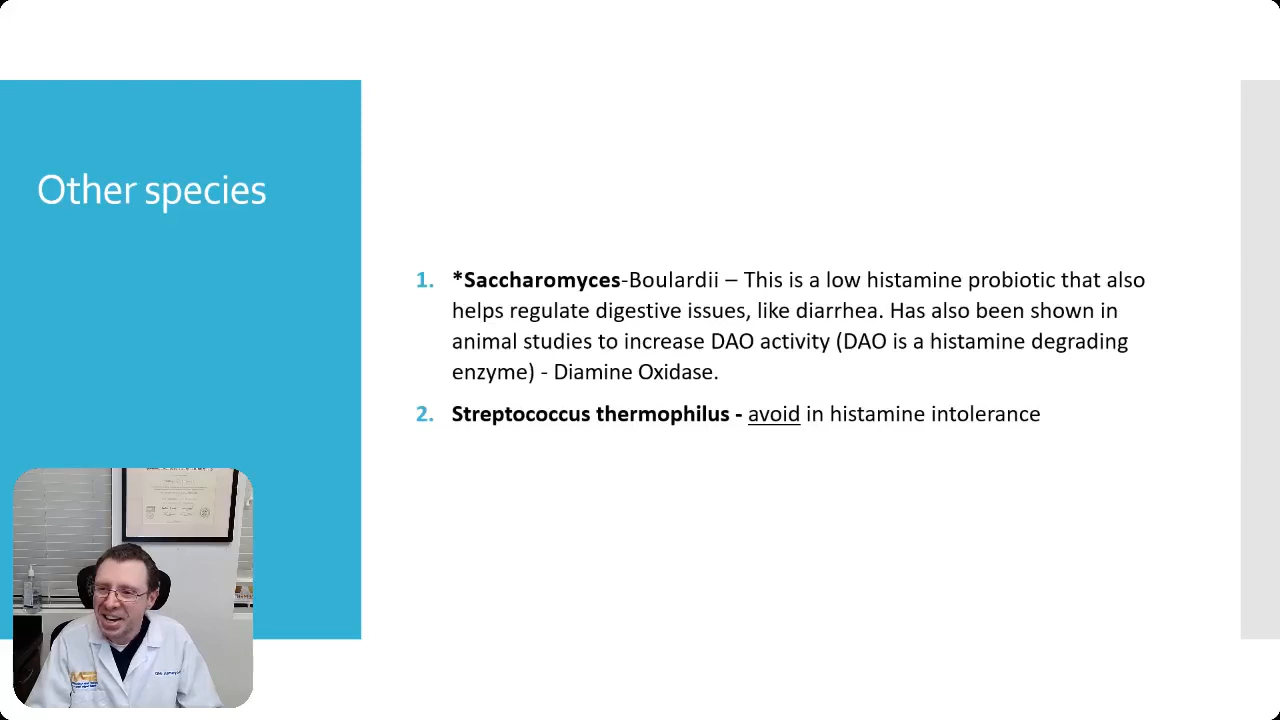 Other species
1. *Saccharomyces-Boulardii – This is a low histamine probiotic that also
helps regulate digestive issues, like diarrhea. Has also been shown in
animal studies to increase DAO activity (DAO is a histamine degrading
enzyme) - Diamine Oxidase.
2. Streptococcus thermophilus - avoid in histamine intolerance